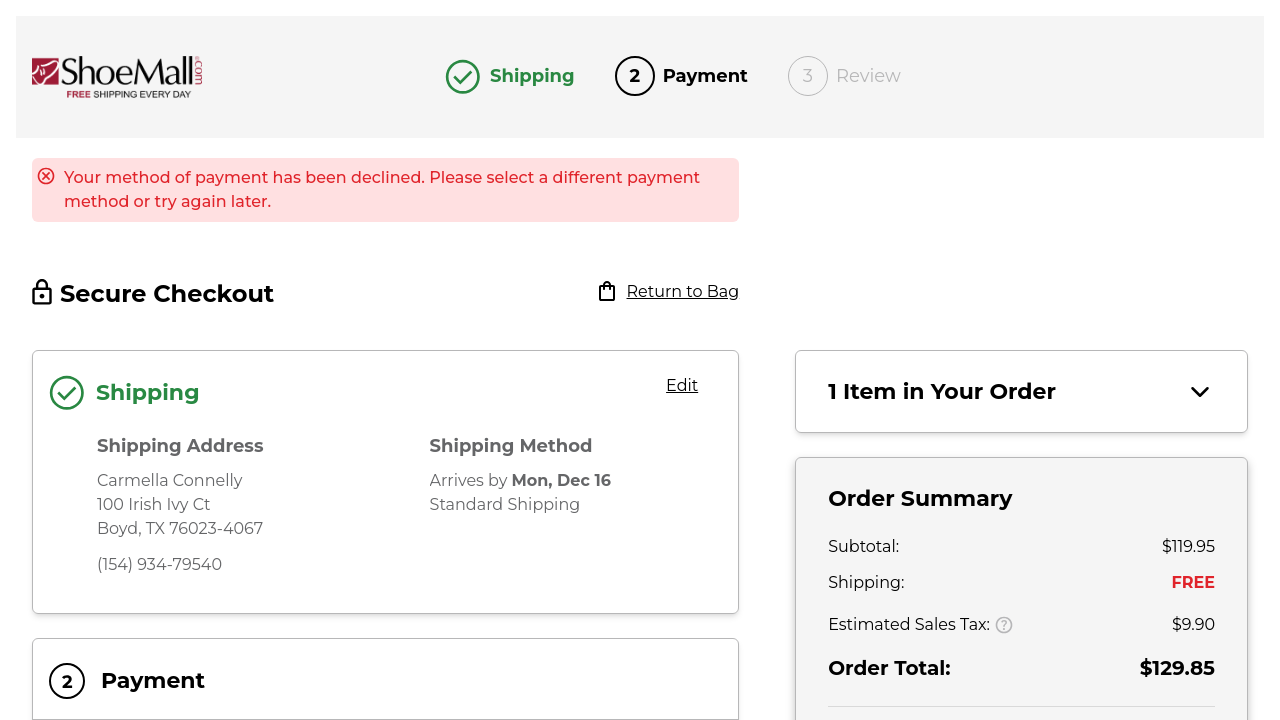 ShoeMall.com
FREE SHIPPING EVERY DAY
Shipping
2 Payment
3 Review
Your method of payment has been declined. Please select a different payment
method or try again later.
Secure Checkout
Return to Bag
Shipping
Edit
Shipping Address
Carmella Connelly
100 Irish Ivy Ct
Boyd, TX 76023-4067
(154) 934-79540
Shipping Method
Arrives by Mon, Dec 16
Standard Shipping
2 Payment
1 Item in Your Order
Order Summary
Subtotal: $119.95
Shipping: FREE
Estimated Sales Tax: ? $9.90
Order Total: $129.85